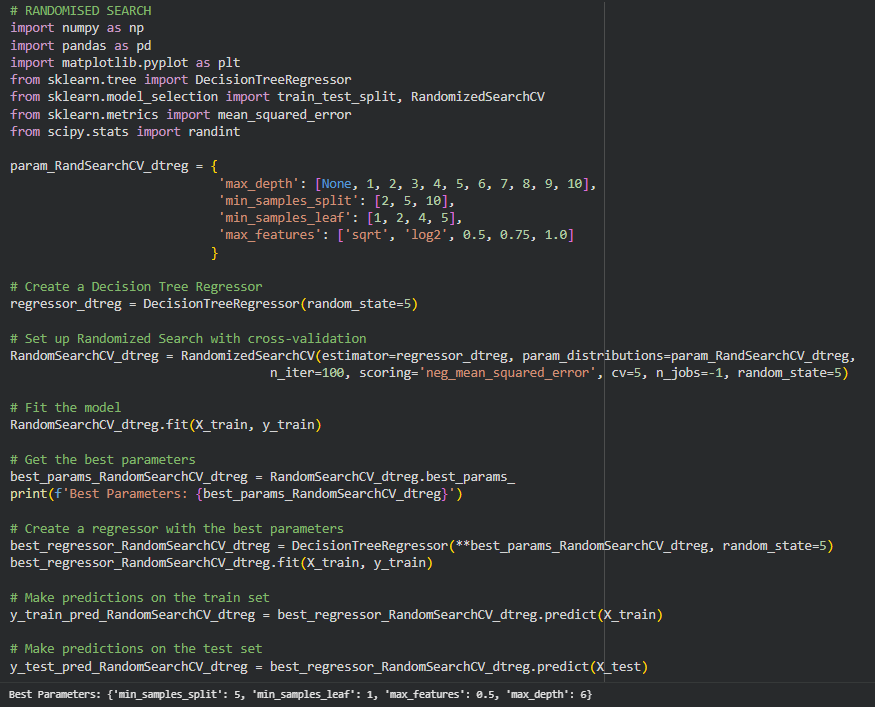 # RANDOMISED SEARCH
import numpy as np
import pandas as pd
import matplotlib.pyplot as plt
from sklearn.tree import DecisionTreeRegressor
from sklearn.model_selection import train_test_split, RandomizedSearchCV
from sklearn.metrics import mean_squared_error
from scipy.stats import randint
param_RandSearchCV_dtreg = {
'max_depth': [None, 1, 2, 3, 4, 5, 6, 7, 8, 9, 10],
'min_samples_split': [2, 5, 10],
'min_samples_leaf': [1, 2, 4, 5],
'max_features': ['sqrt', 'log2', 0.5, 0.75, 1.0]
}
# Create a Decision Tree Regressor
regressor_dtreg = DecisionTreeRegressor(random_state=5)
# Set up Randomized Search with cross-validation
RandomSearchCV_dtreg = RandomizedSearchCV(estimator=regressor_dtreg, param_distributions=param_RandSearchCV_dtreg,
n_iter=100, scoring='neg_mean_squared_error', cv=5, n_jobs=-1, random_state=5)
# Fit the model
RandomSearchCV_dtreg.fit(X_train, y_train)
# Get the best parameters
best_params_RandomSearchCV_dtreg = RandomSearchCV_dtreg.best_params_
print(f'Best Parameters: {best_params_RandomSearchCV_dtreg}')
# Create a regressor with the best parameters
best_regressor_RandomSearchCV_dtreg = DecisionTreeRegressor(**best_params_RandomSearchCV_dtreg, random_state=5)
best_regressor_RandomSearchCV_dtreg.fit(X_train, y_train)
# Make predictions on the train set
y_train_pred_RandomSearchCV_dtreg = best_regressor_RandomSearchCV_dtreg.predict(X_train)
# Make predictions on the test set
y_test_pred_RandomSearchCV_dtreg = best_regressor_RandomSearchCV_dtreg.predict(X_test)
Best Parameters: {'min_samples_split': 5, 'min_samples_leaf': 1, 'max_features': 0.5, 'max_depth': 6}